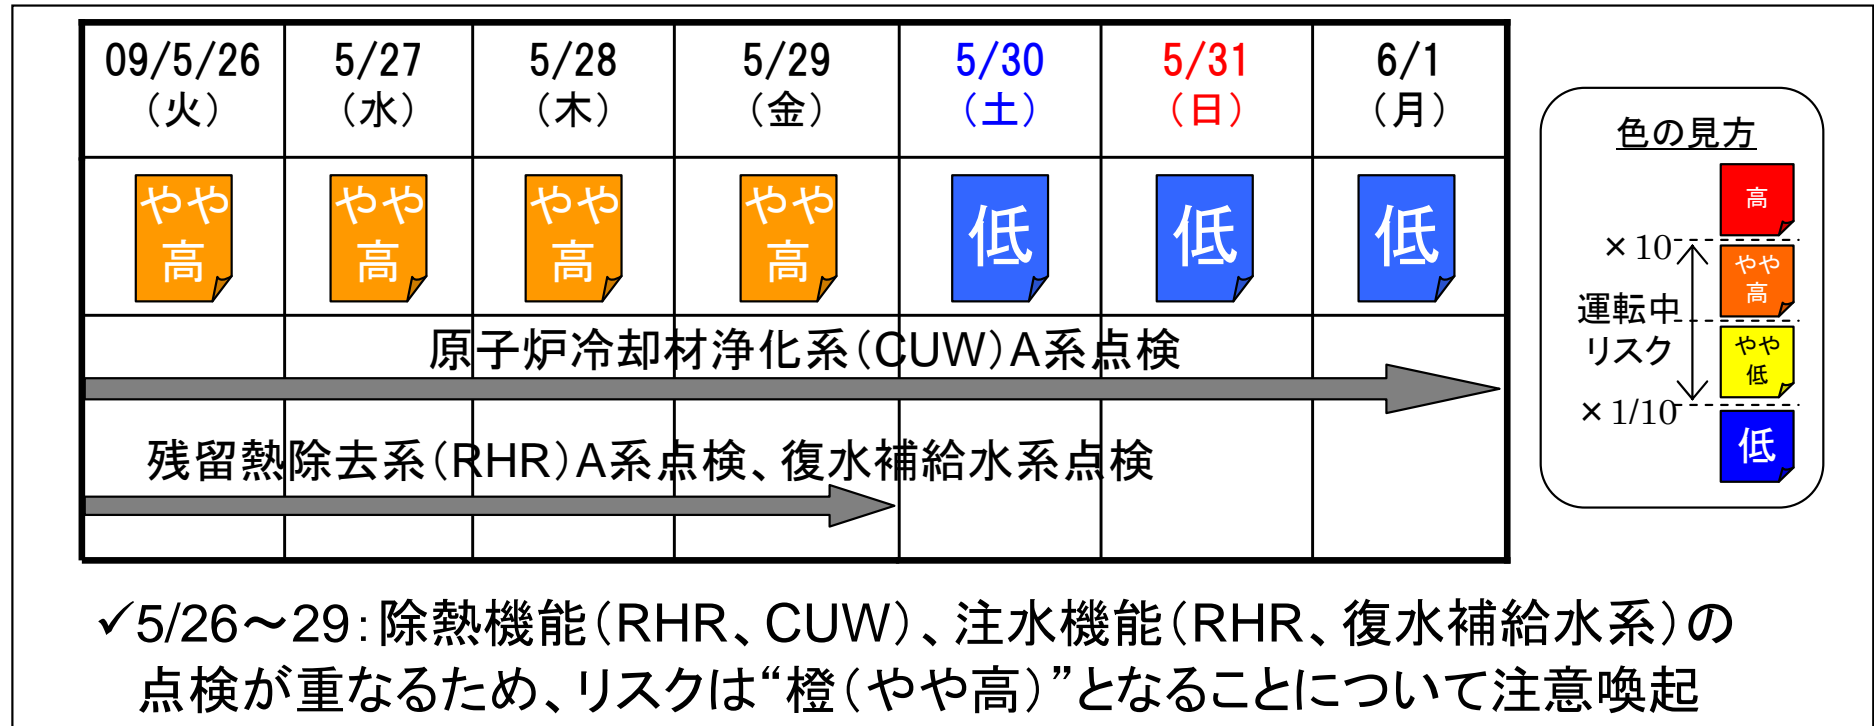 09/5/26 5/27 5/28 5/29 5/30 5/31 6/1
（火） （水） （木） （金） （土） （日） （月）
やや やや やや やや 低 低 低
高 高 高 高
原子炉冷却材浄化系（CUW）A系点検
残留熱除去系（RHR）A系点検、復水補給水系点検
色の見方
高
×10
やや
高
運転中
リスク
やや
低
×1/10
低
✓5/26～29：除熱機能（RHR、CUW）、注水機能（RHR、復水補給水系）の
点検が重なるため、リスクは“橙（やや高）”となることについて注意喚起